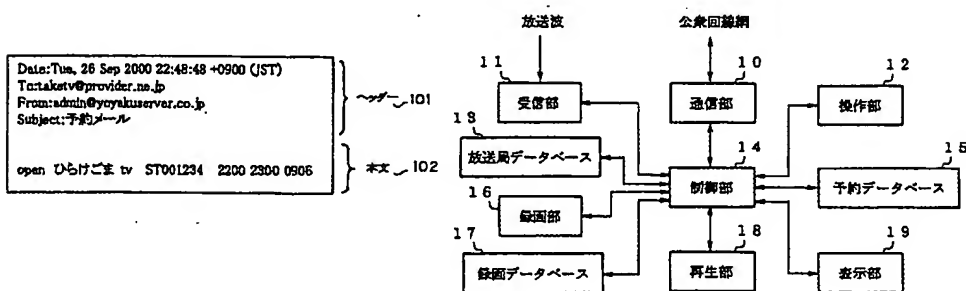 Date:Tue, 26 Sep 2000 22:48:48 +0900 (JST)
To:taketv@provider.ne.jp
From:admin@yoyakuserver.co.jp
Subject:予約メール
ヘッダー 101
open ひらけごま tv ST001234 2200 2300 0906
本文 102
放送波
公衆回線網
11
受信部
10
通信部
12
操作部
13
放送局データベース
14
制御部
15
予約データベース
16
録画部
17
録画データベース
18
再生部
19
表示部